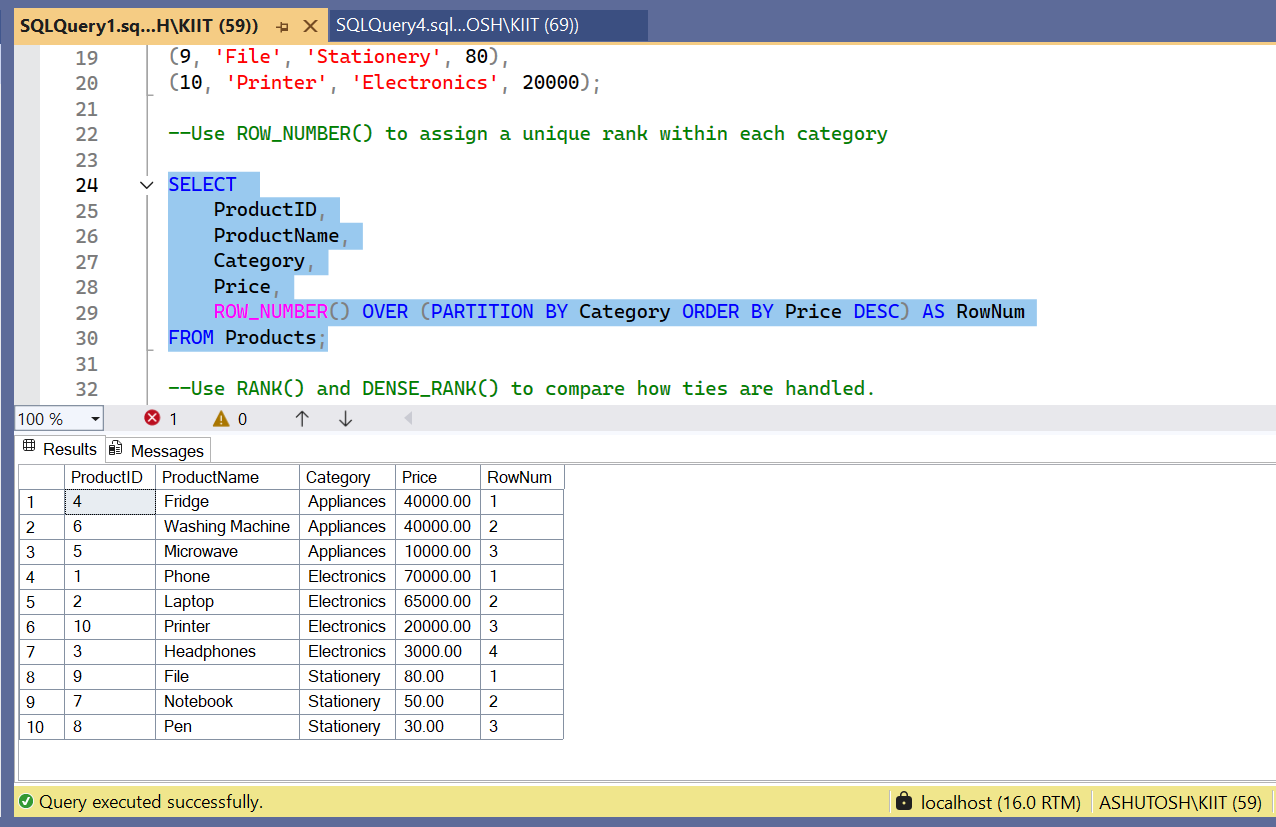 SQLQuery1.sq...H\KIIT (59)) SQLQuery4.sql...OSH\KIIT (69))
19 (9, 'File', 'Stationery', 80),
20 (10, 'Printer', 'Electronics', 20000);
21
22 --Use ROW_NUMBER() to assign a unique rank within each category
23
24 SELECT
25 ProductID,
26 ProductName,
27 Category,
28 Price,
29 ROW_NUMBER() OVER (PARTITION BY Category ORDER BY Price DESC) AS RowNum
30 FROM Products;
31
32 --Use RANK() and DENSE_RANK() to compare how ties are handled.
100 % 1 0
Results Messages
ProductID ProductName Category Price RowNum
1 4 Fridge Appliances 40000.00 1
2 6 Washing Machine Appliances 40000.00 2
3 5 Microwave Appliances 10000.00 3
4 1 Phone Electronics 70000.00 1
5 2 Laptop Electronics 65000.00 2
6 10 Printer Electronics 20000.00 3
7 3 Headphones Electronics 3000.00 4
8 9 File Stationery 80.00 1
9 7 Notebook Stationery 50.00 2
10 8 Pen Stationery 30.00 3
Query executed successfully. localhost (16.0 RTM) ASHUTOSH\KIIT (59)